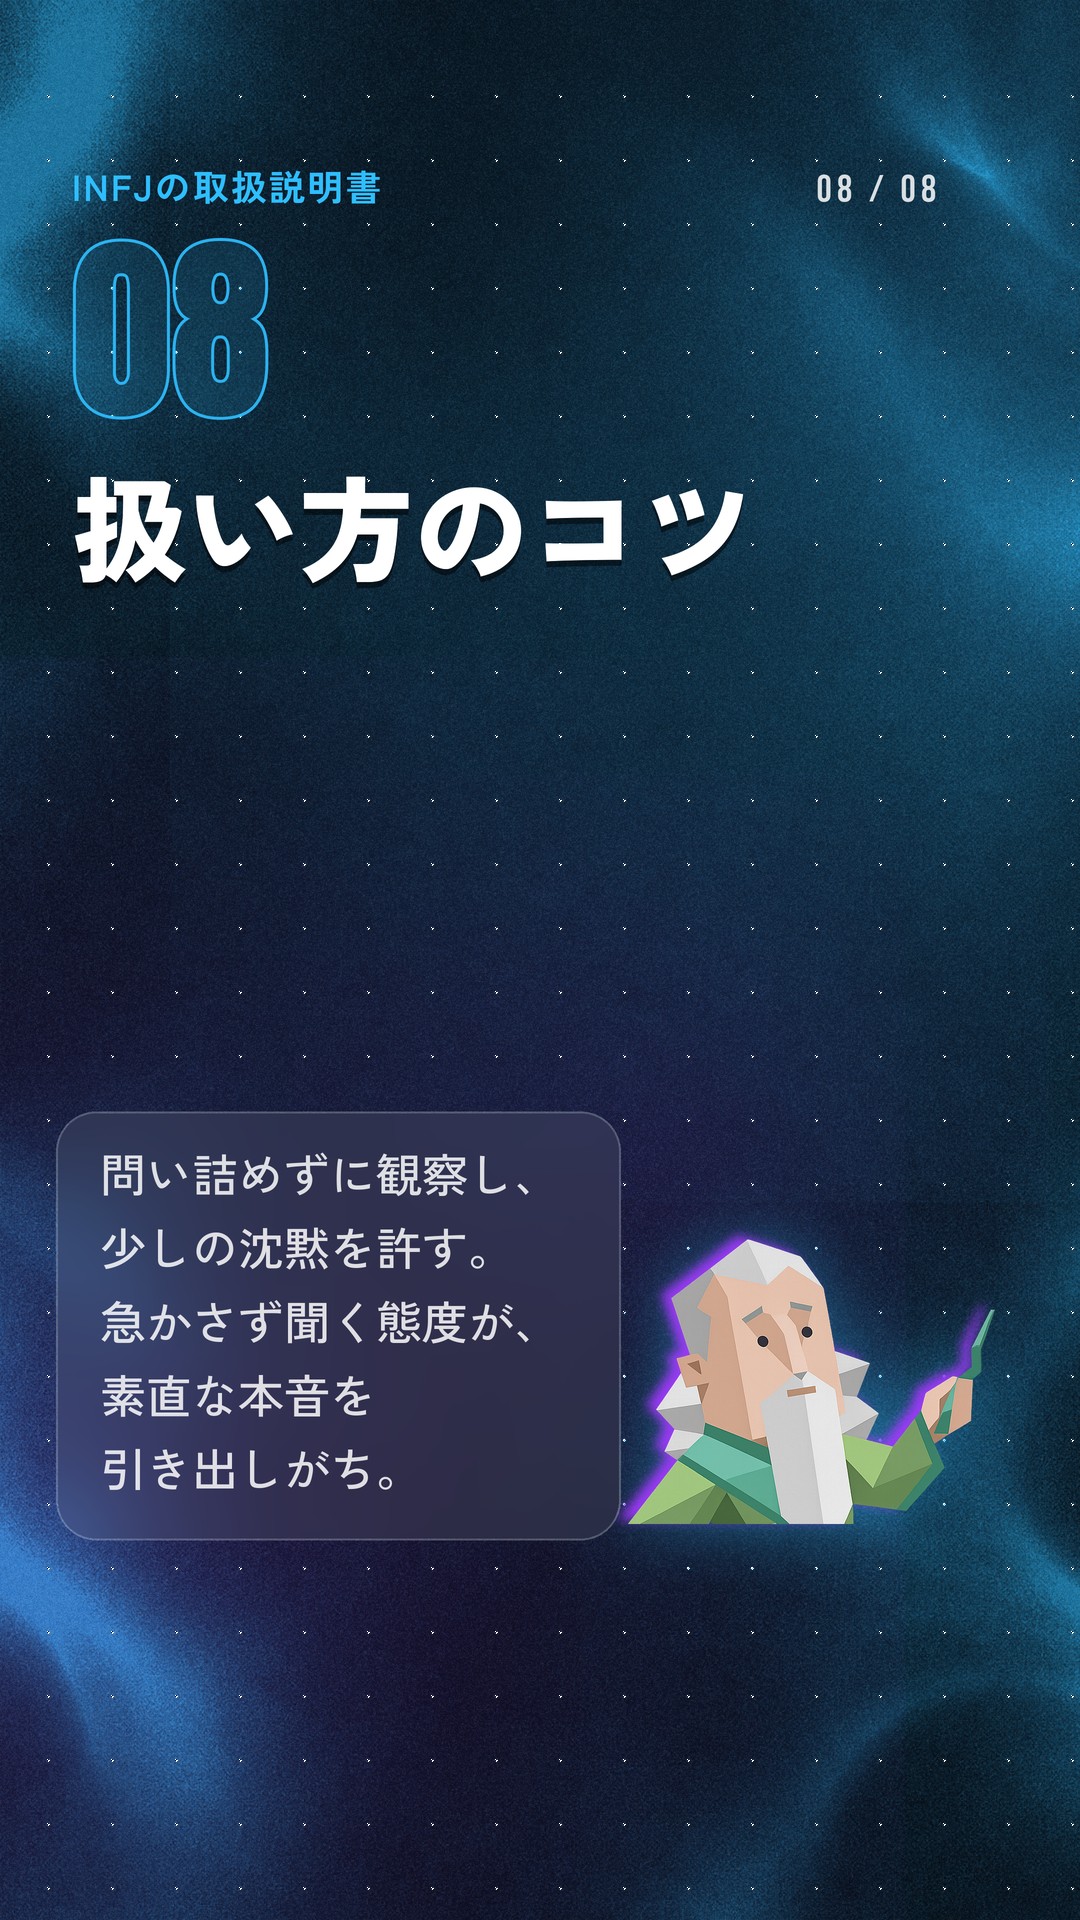 INFJの取扱説明書
08 / 08
08
扱い方のコツ
問い詰めずに観察し、
少しの沈黙を許す。
急かさず聞く態度が、
素直な本音を
引き出しがち。